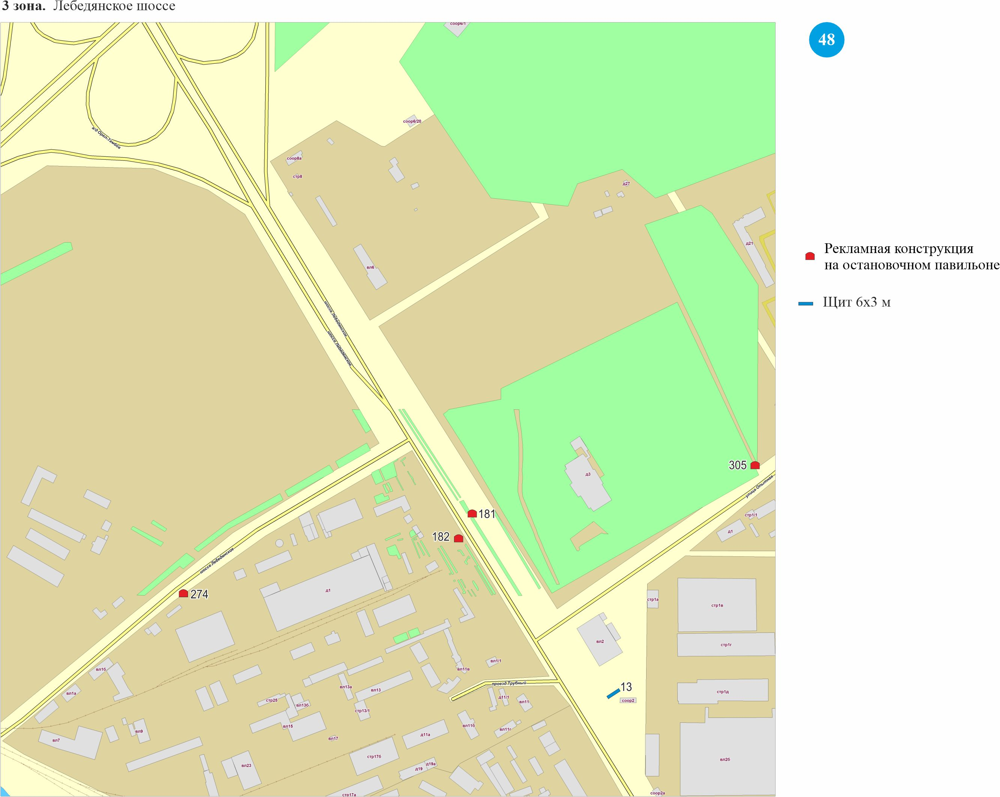 3 зона. Лебедянское шоссе
48
соор6/1
соор6/20
а/д Орел-Тамбов
соор8а
стр8
д27
д21
вл6
Рекламная конструкция
на остановочном павильоне
Щит 6х3 м
шоссе Лебедянское
шоссе Лебедянское
305
д3
улица Опытная
181
стр1/1
182
д1
шоссе Лебедянское
274
д1
стр1а
стр1в
вл2
стр1г
вл1/1
вл1б
вл11в
проезд Трубный
13
вл13а
вл13
вл1а
стр1д
д11/1
соор2
стр25
вл11
вл13б
стр13/1
вл15
вл11б
вл11г
вл9
д11а
вл7
вл17
стр17б
вл2б
д19а
вл23
д19
соор2а
стр17а